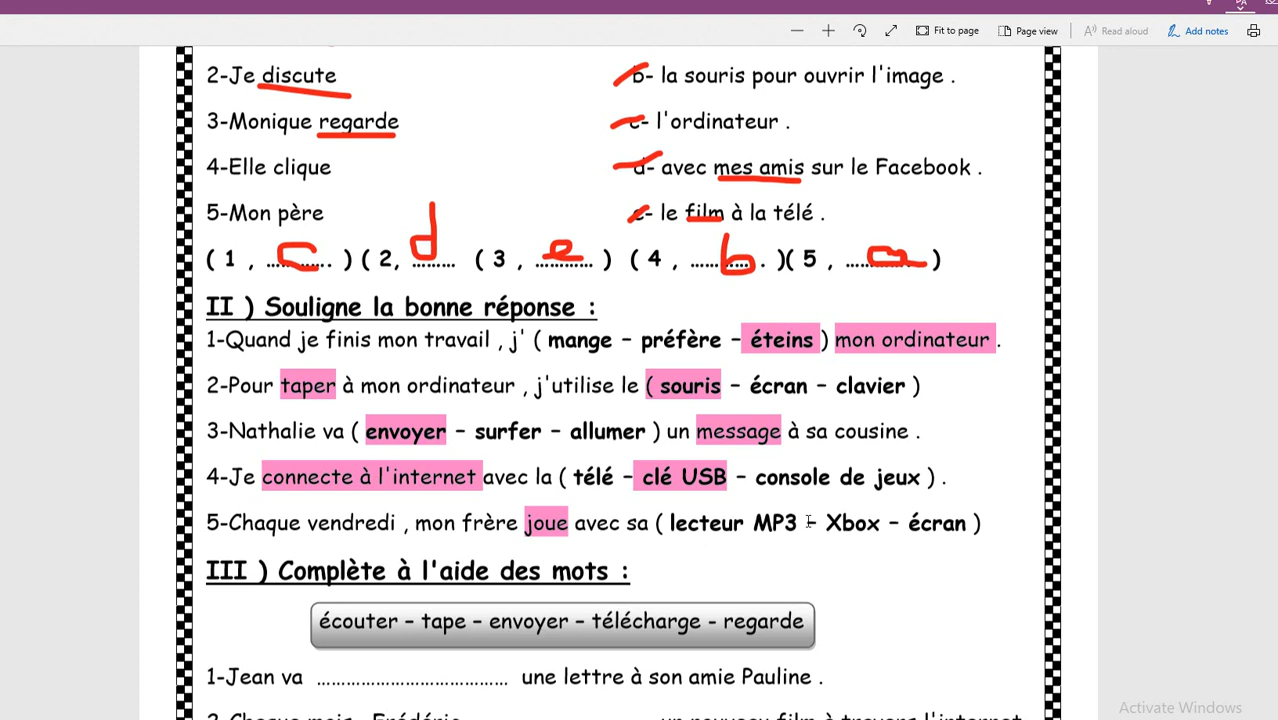 Fit to page Page view Read aloud Add notes
2-Je discute b- la souris pour ouvrir l'image .
3-Monique regarde c- l'ordinateur .
4-Elle clique d- avec mes amis sur le Facebook .
5-Mon père e- le film à la télé .
( 1 , ...c... ) ( 2, ...d... ( 3 , ...e... ) ( 4 , ...b... . )( 5 , ...a... )
II ) Souligne la bonne réponse :
1-Quand je finis mon travail , j' ( mange – préfère – éteins ) mon ordinateur .
2-Pour taper à mon ordinateur , j'utilise le ( souris – écran – clavier )
3-Nathalie va ( envoyer – surfer – allumer ) un message à sa cousine .
4-Je connecte à l'internet avec la ( télé – clé USB – console de jeux ) .
5-Chaque vendredi , mon frère joue avec sa ( lecteur MP3 – Xbox – écran )
III ) Complète à l'aide des mots :
écouter – tape – envoyer – télécharge - regarde
1-Jean va ........................................ une lettre à son amie Pauline .
Activate Windows